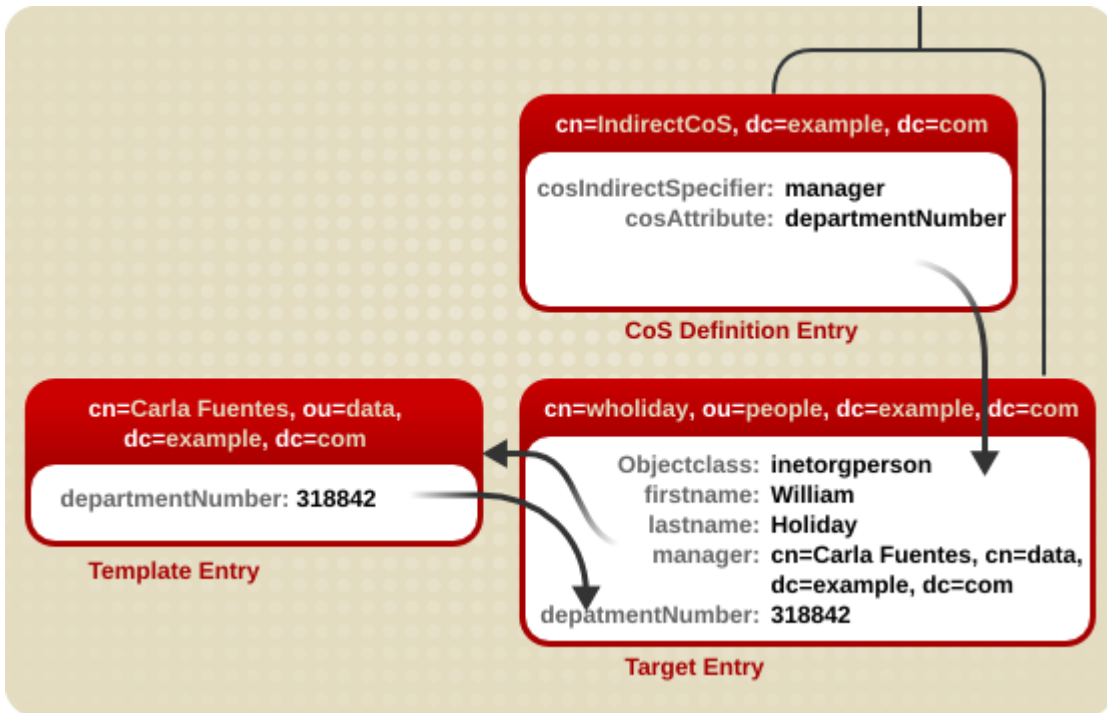 cn=IndirectCoS, dc=example, dc=com
cosIndirectSpecifier: manager
cosAttribute: departmentNumber
CoS Definition Entry
cn=Carla Fuentes, ou=data,
dc=example, dc=com
departmentNumber: 318842
Template Entry
cn=wholiday, ou=people, dc=example, dc=com
Objectclass: inetorgperson
firstname: William
lastname: Holiday
manager: cn=Carla Fuentes, cn=data,
dc=example, dc=com
depatmentNumber: 318842
Target Entry